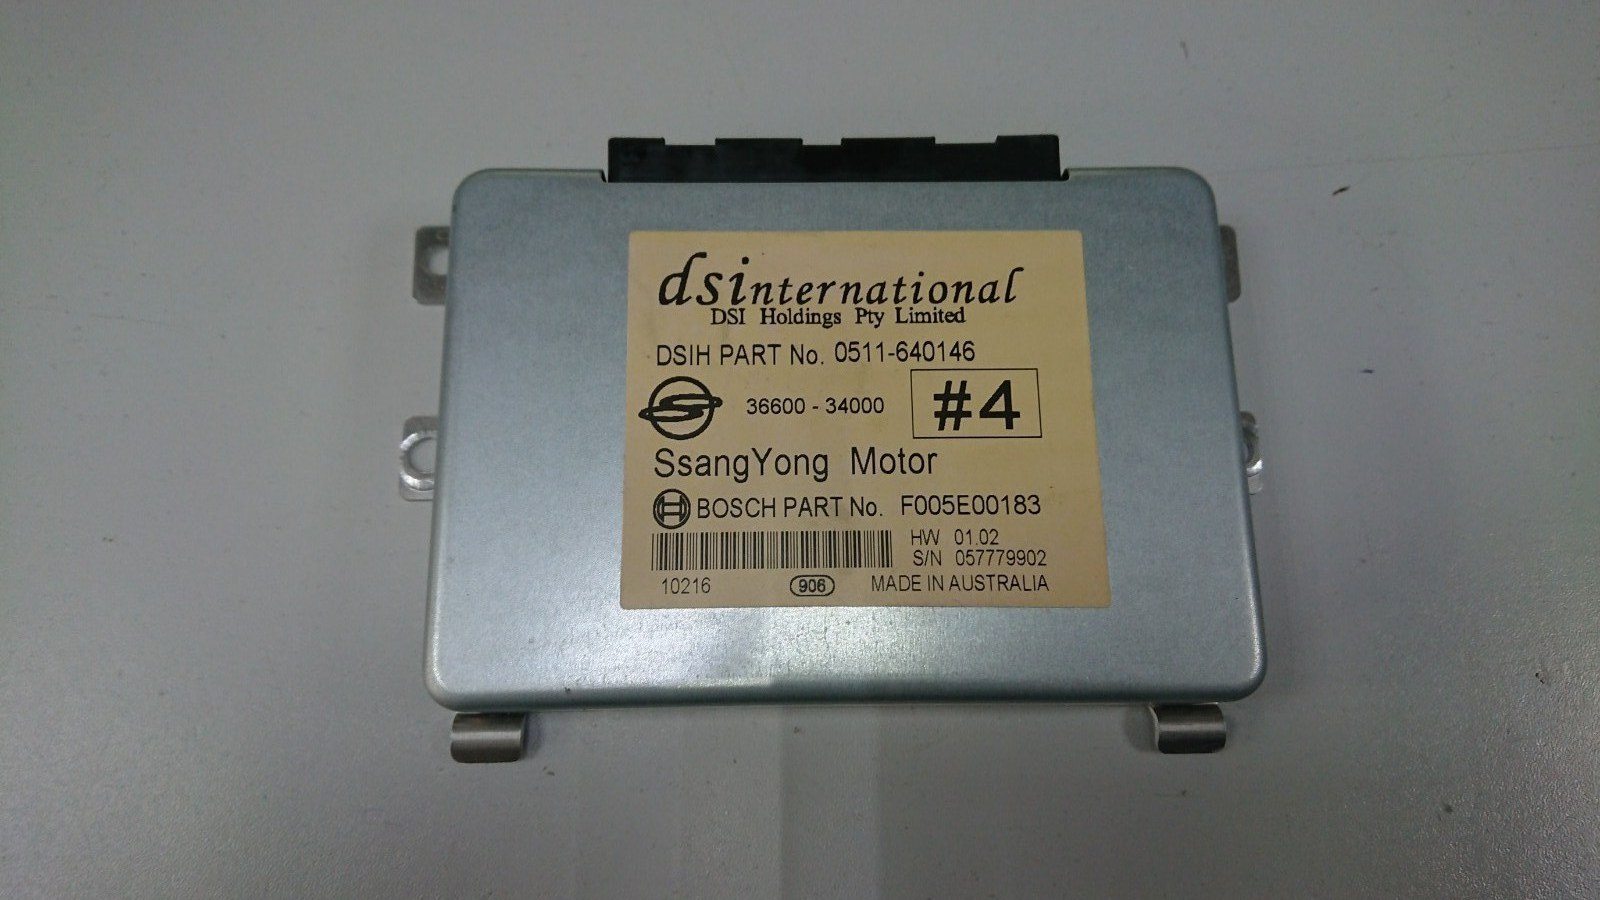 dsinternational
DSI Holdings Pty Limited
DSIH PART No. 0511-640146
36600 - 34000 #4
SsangYong Motor
BOSCH PART No. F005E00183
HW 01.02
S/N 057779902
10216 906 MADE IN AUSTRALIA